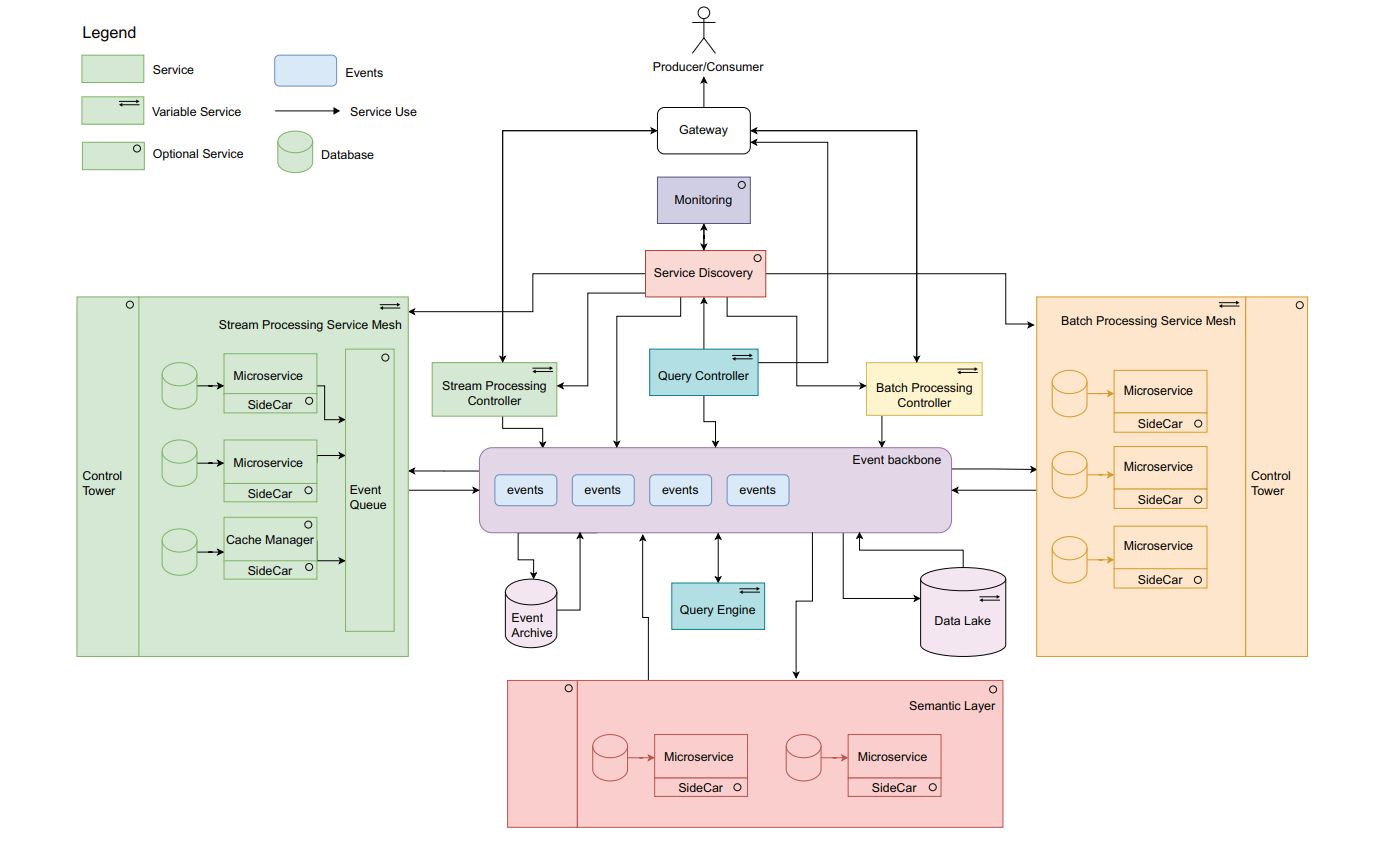 Legend
Service
Events
Variable Service
Service Use
Optional Service
Database
Producer/Consumer
Gateway
Monitoring
Service Discovery
Stream Processing Service Mesh
Batch Processing Service Mesh
Microservice
SideCar
Microservice
SideCar
Cache Manager
SideCar
Control
Tower
Event
Queue
Stream Processing
Controller
Query Controller
Batch Processing
Controller
Event backbone
events
events
events
events
Microservice
SideCar
Microservice
SideCar
Microservice
SideCar
Control
Tower
Event
Archive
Query Engine
Data Lake
Semantic Layer
Microservice
SideCar
Microservice
SideCar